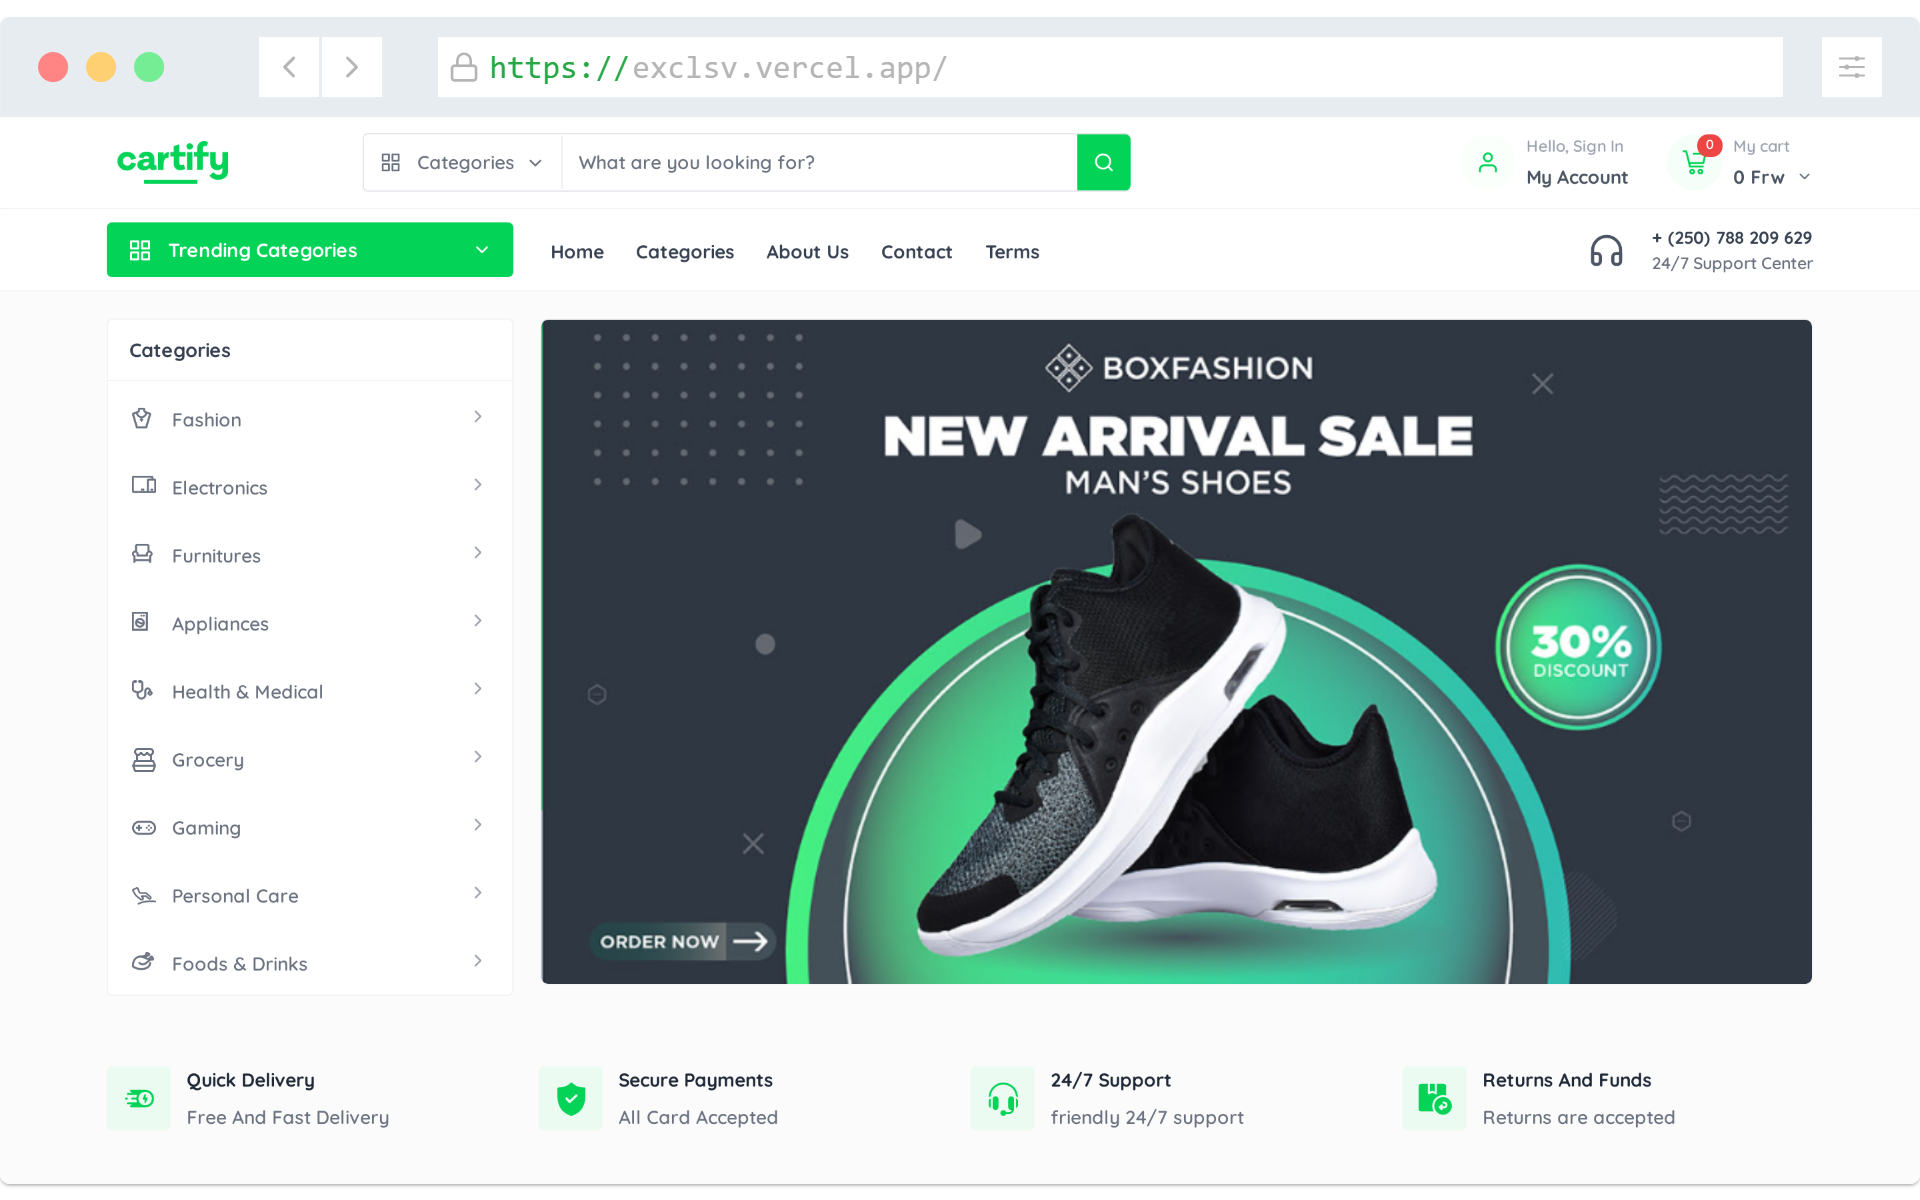 https://exclsv.vercel.app/
cartify
Categories
What are you looking for?
Hello, Sign In
My Account
0
My cart
0 Frw
Trending Categories
Home
Categories
About Us
Contact
Terms
+ (250) 788 209 629
24/7 Support Center
Categories
Fashion
Electronics
Furnitures
Appliances
Health & Medical
Grocery
Gaming
Personal Care
Foods & Drinks
BOXFASHION
NEW ARRIVAL SALE
MAN'S SHOES
30%
DISCOUNT
ORDER NOW
Quick Delivery
Free And Fast Delivery
Secure Payments
All Card Accepted
24/7 Support
friendly 24/7 support
Returns And Funds
Returns are accepted